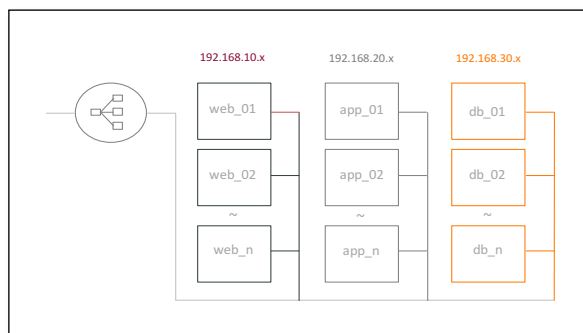 192.168.10.x 192.168.20.x 192.168.30.x
web_01 app_01 db_01
web_02 app_02 db_02
~ ~ ~
web_n app_n db_n